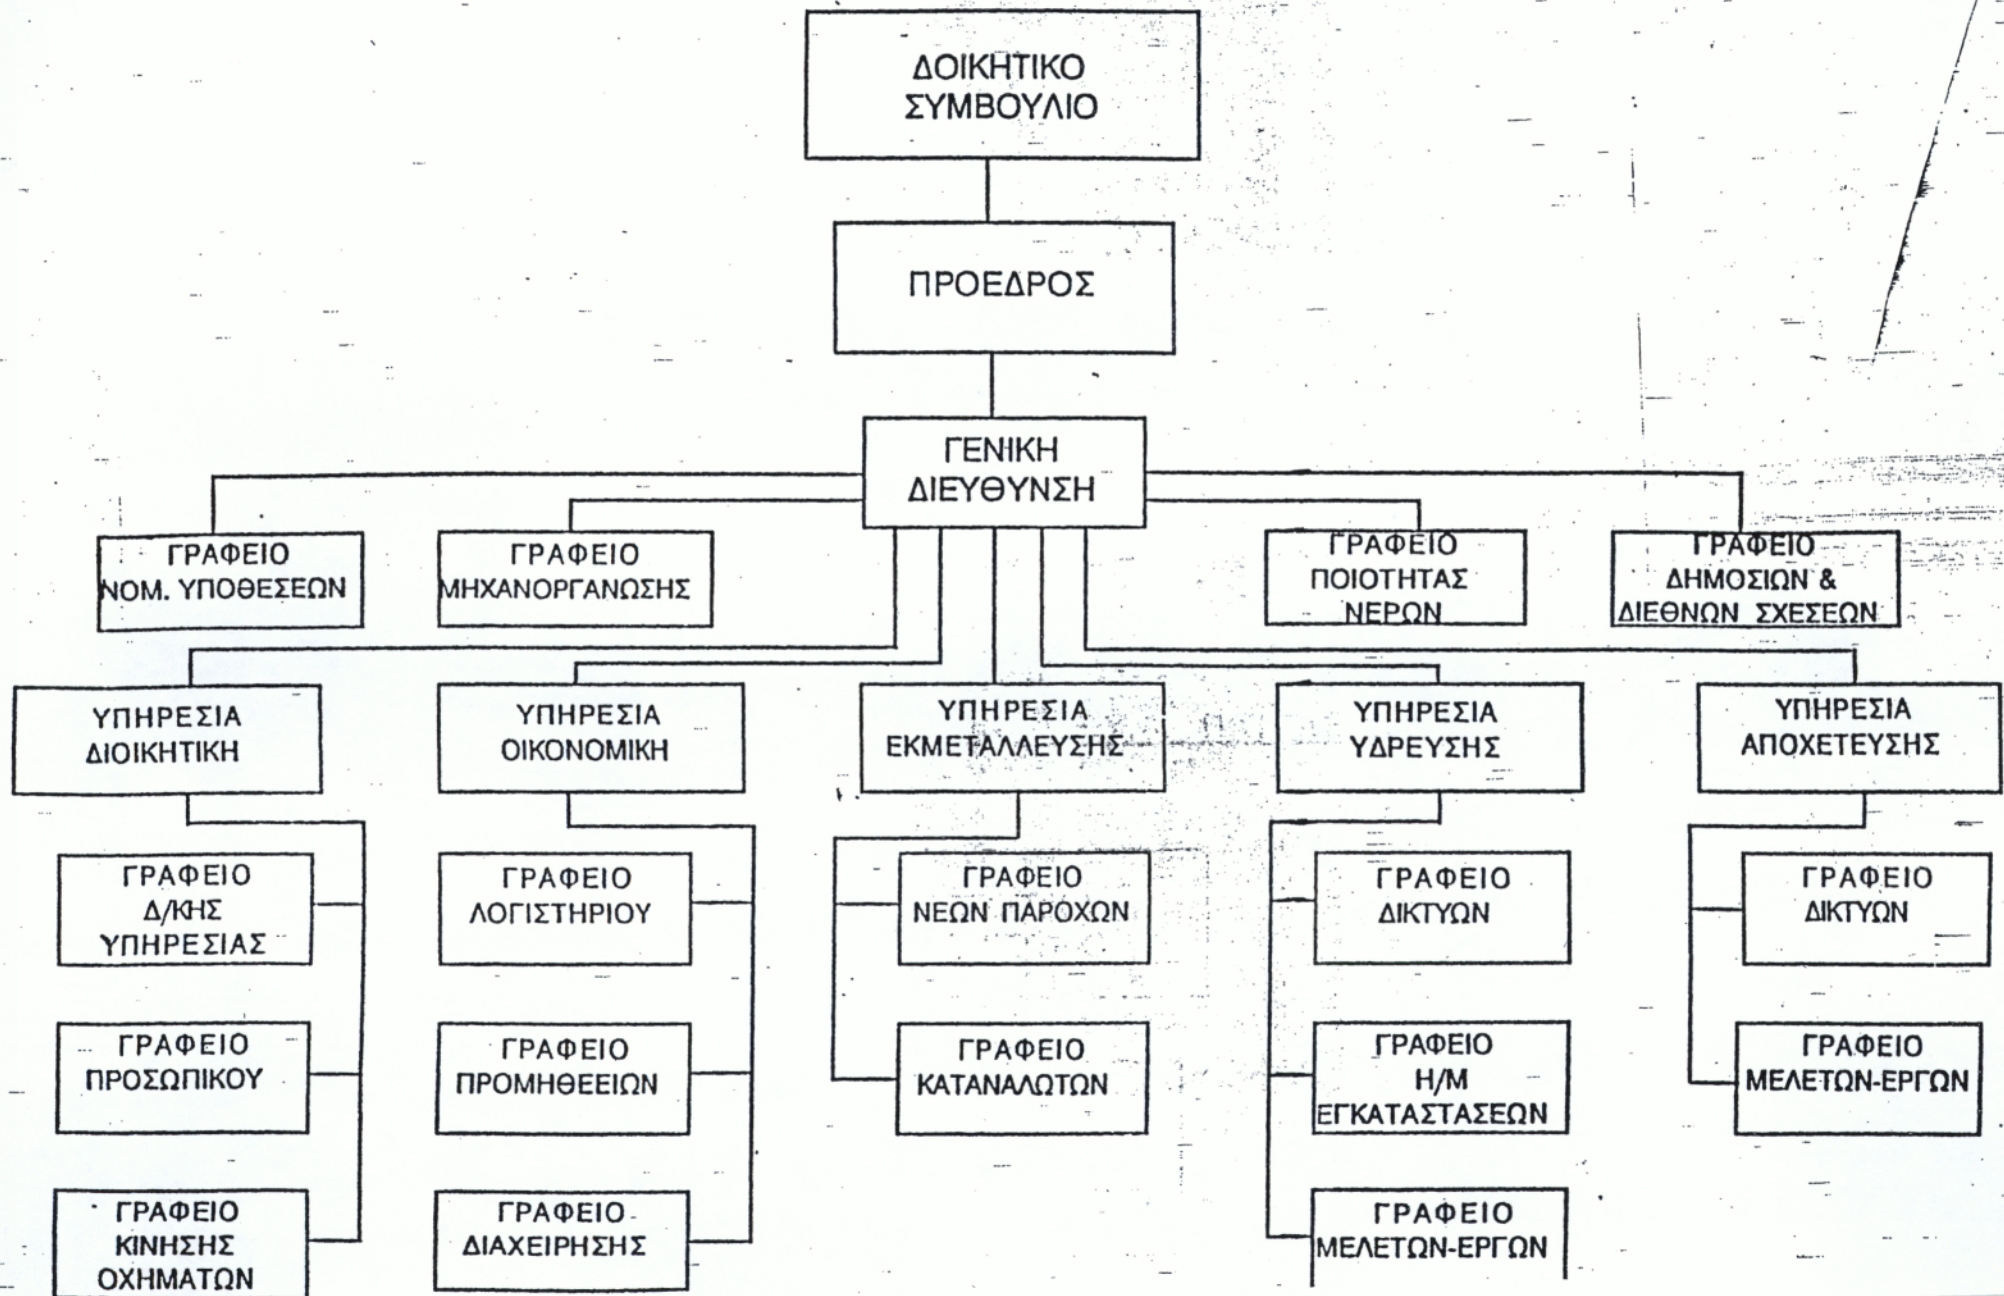 ΔΟΙΚΗΤΙΚΟ
ΣΥΜΒΟΥΛΙΟ
ΠΡΟΕΔΡΟΣ
ΓΕΝΙΚΗ
ΔΙΕΥΘΥΝΣΗ
ΓΡΑΦΕΙΟ
ΝΟΜ. ΥΠΟΘΕΣΕΩΝ
ΓΡΑΦΕΙΟ
ΜΗΧΑΝΟΡΓΑΝΩΣΗΣ
ΓΡΑΦΕΙΟ
ΠΟΙΟΤΗΤΑΣ
ΝΕΡΩΝ
ΓΡΑΦΕΙΟ
ΔΗΜΟΣΙΩΝ &
ΔΙΕΘΝΩΝ ΣΧΕΣΕΩΝ
ΥΠΗΡΕΣΙΑ
ΔΙΟΙΚΗΤΙΚΗ
ΥΠΗΡΕΣΙΑ
ΟΙΚΟΝΟΜΙΚΗ
ΥΠΗΡΕΣΙΑ
ΕΚΜΕΤΑΛΛΕΥΣΗΣ
ΥΠΗΡΕΣΙΑ
ΥΔΡΕΥΣΗΣ
ΥΠΗΡΕΣΙΑ
ΑΠΟΧΕΤΕΥΣΗΣ
ΓΡΑΦΕΙΟ
Δ/ΚΗΣ
ΥΠΗΡΕΣΙΑΣ
ΓΡΑΦΕΙΟ
ΛΟΓΙΣΤΗΡΙΟΥ
ΓΡΑΦΕΙΟ
ΝΕΩΝ ΠΑΡΟΧΩΝ
ΓΡΑΦΕΙΟ
ΔΙΚΤΥΩΝ
ΓΡΑΦΕΙΟ
ΔΙΚΤΥΩΝ
ΓΡΑΦΕΙΟ
ΠΡΟΣΩΠΙΚΟΥ
ΓΡΑΦΕΙΟ
ΠΡΟΜΗΘΕΕΙΩΝ
ΓΡΑΦΕΙΟ
ΚΑΤΑΝΑΛΩΤΩΝ
ΓΡΑΦΕΙΟ
Η/Μ
ΕΓΚΑΤΑΣΤΑΣΕΩΝ
ΓΡΑΦΕΙΟ
ΜΕΛΕΤΩΝ-ΕΡΓΩΝ
ΓΡΑΦΕΙΟ
ΚΙΝΗΣΗΣ
ΟΧΗΜΑΤΩΝ
ΓΡΑΦΕΙΟ
ΔΙΑΧΕΙΡΗΣΗΣ
ΓΡΑΦΕΙΟ
ΜΕΛΕΤΩΝ-ΕΡΓΩΝ